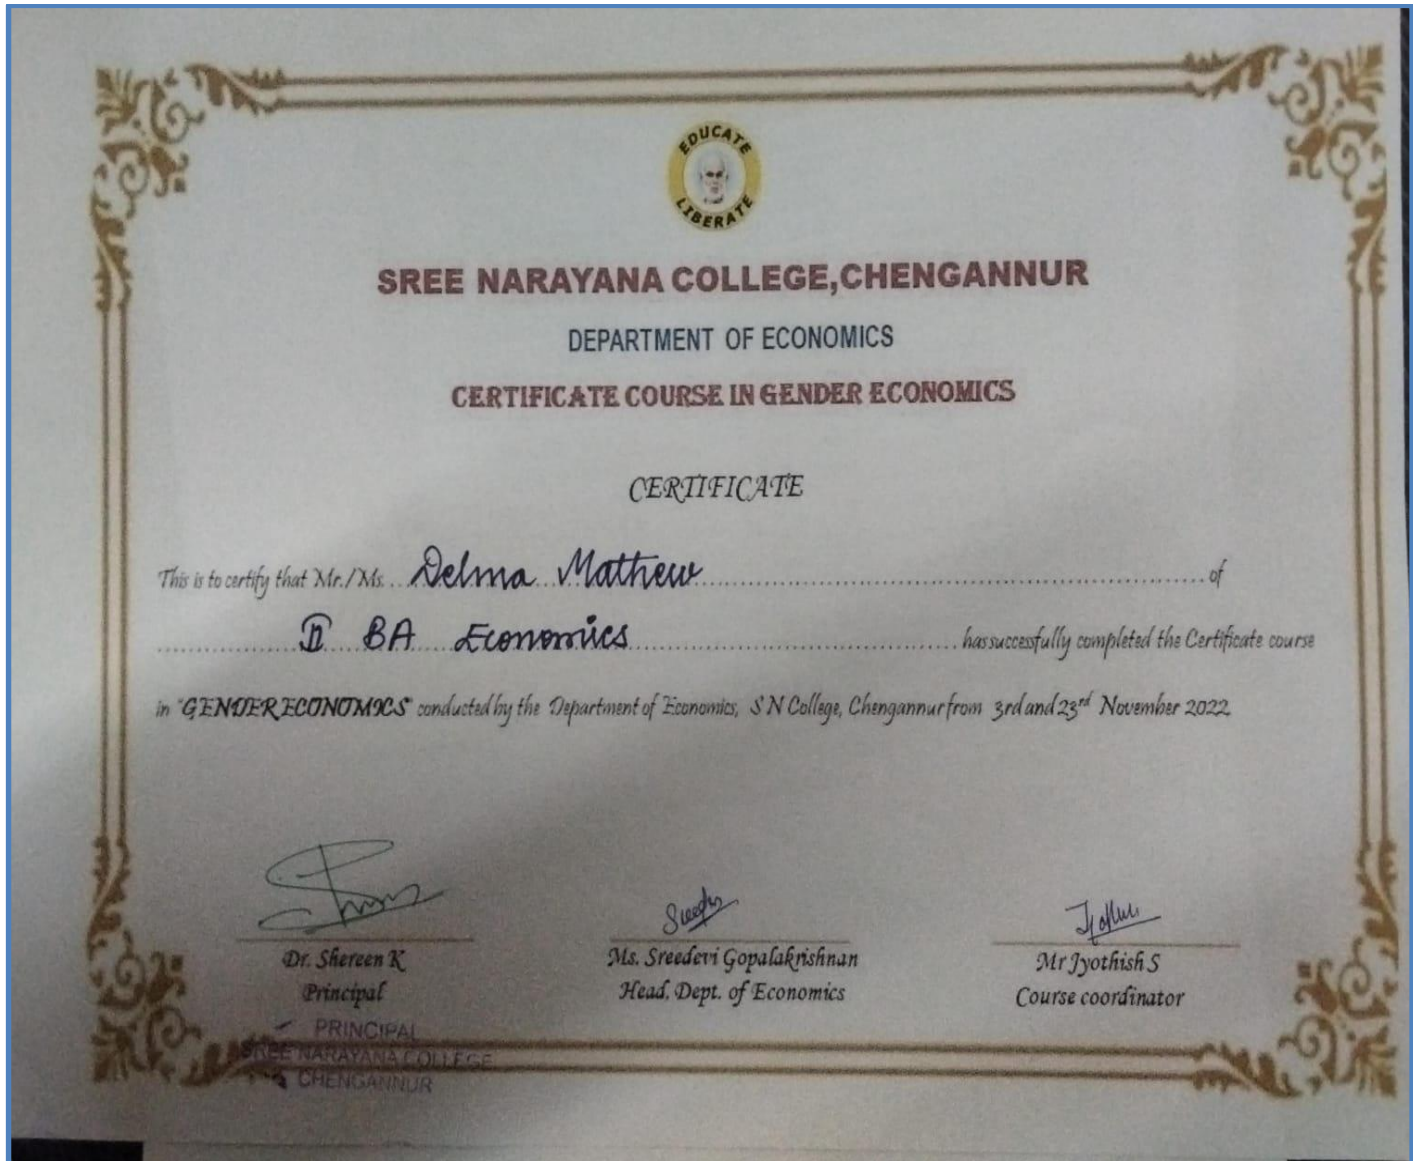 EDUCATE
LIBERATE
SREE NARAYANA COLLEGE,CHENGANNUR
DEPARTMENT OF ECONOMICS
CERTIFICATE COURSE IN GENDER ECONOMICS
CERTIFICATE
This is to certify that Mr./Ms. Delma Mathew of
II BA Economics has successfully completed the Certificate course
in "GENDER ECONOMICS" conducted by the Department of Economics, S N College, Chengannur from 3rd and 23rd November 2022
Dr. Shereen K
Principal
Ms. Sreedevi Gopalakrishnan
Head, Dept. of Economics
Mr Jyothish S
Course coordinator
PRINCIPAL
SREE NARAYANA COLLEGE
CHENGANNUR